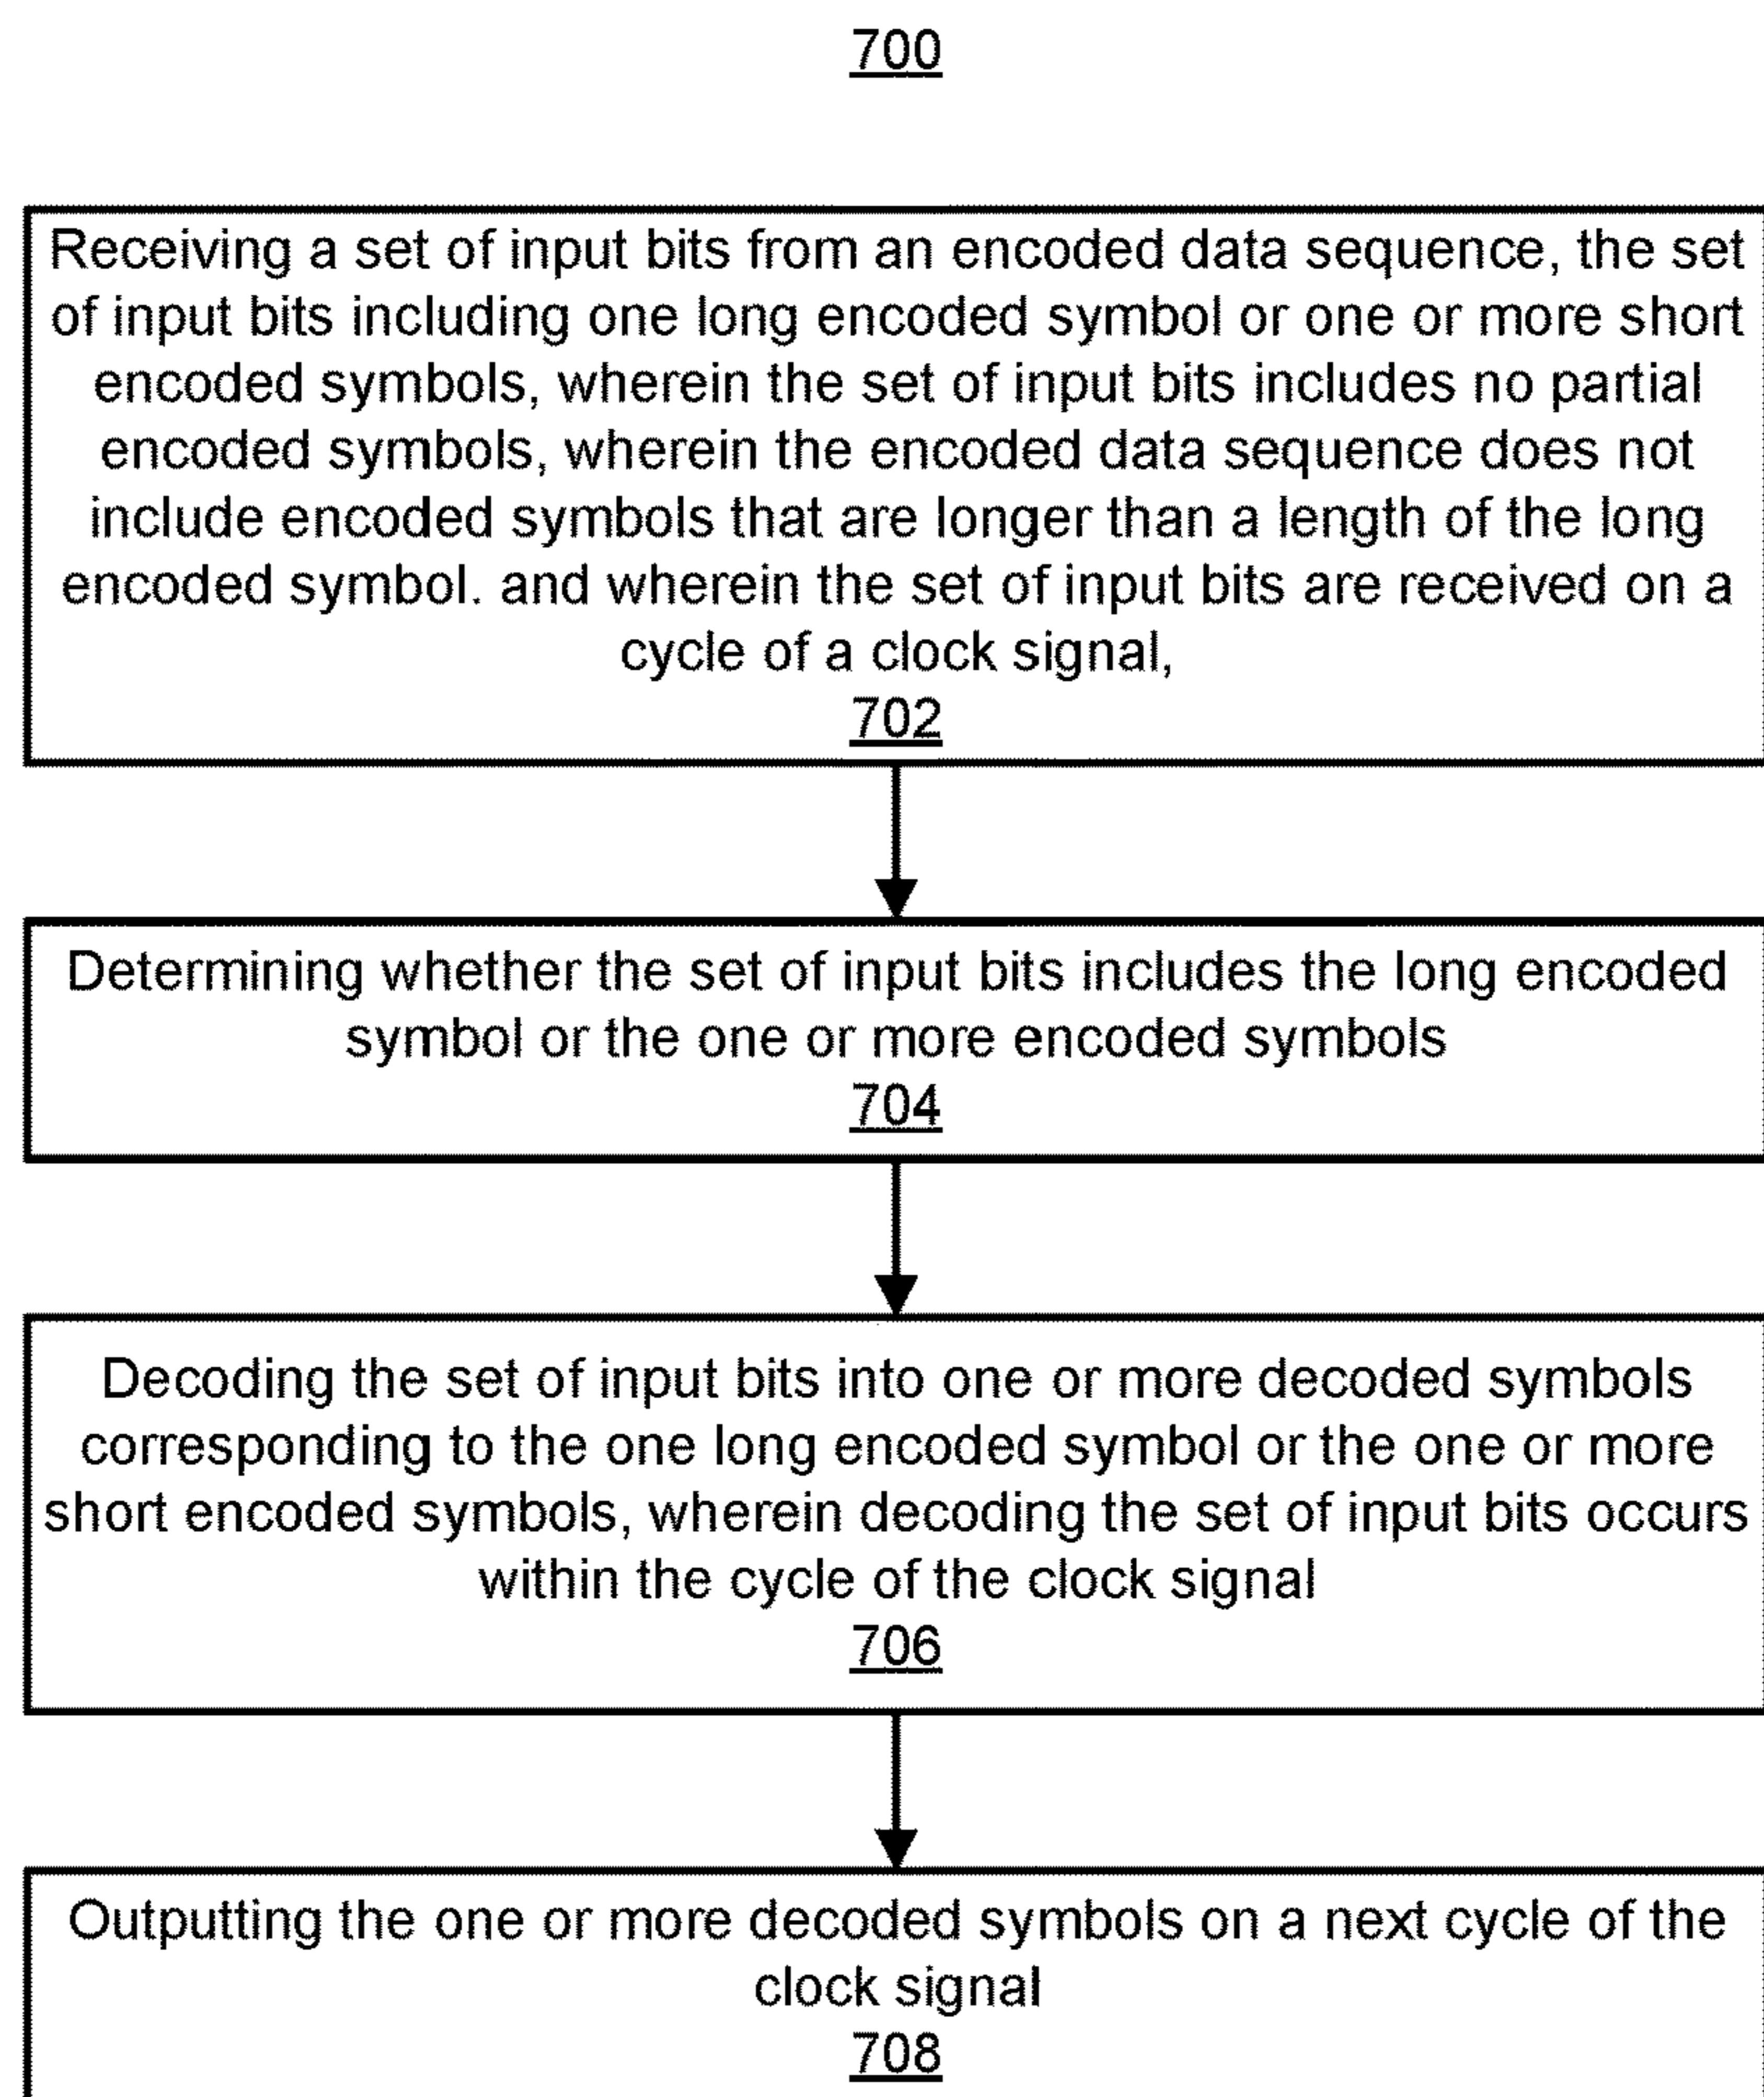 700
Receiving a set of input bits from an encoded data sequence, the set
of input bits including one long encoded symbol or one or more short
encoded symbols, wherein the set of input bits includes no partial
encoded symbols, wherein the encoded data sequence does not
include encoded symbols that are longer than a length of the long
encoded symbol. and wherein the set of input bits are received on a
cycle of a clock signal,
702
Determining whether the set of input bits includes the long encoded
symbol or the one or more encoded symbols
704
Decoding the set of input bits into one or more decoded symbols
corresponding to the one long encoded symbol or the one or more
short encoded symbols, wherein decoding the set of input bits occurs
within the cycle of the clock signal
706
Outputting the one or more decoded symbols on a next cycle of the
clock signal
708